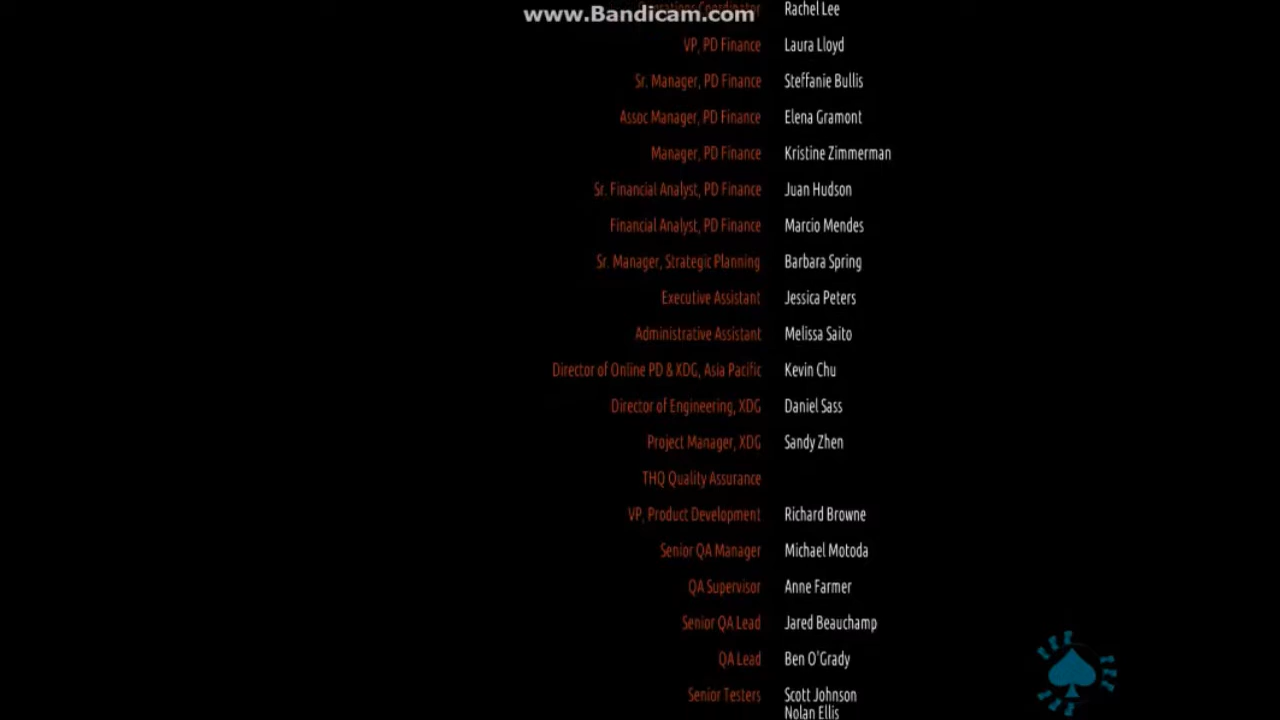 www.Bandicam.com
Operations Coordinator Rachel Lee
VP, PD Finance Laura Lloyd
Sr. Manager, PD Finance Steffanie Bullis
Assoc Manager, PD Finance Elena Gramont
Manager, PD Finance Kristine Zimmerman
Sr. Financial Analyst, PD Finance Juan Hudson
Financial Analyst, PD Finance Marcio Mendes
Sr. Manager, Strategic Planning Barbara Spring
Executive Assistant Jessica Peters
Administrative Assistant Melissa Saito
Director of Online PD & XDG, Asia Pacific Kevin Chu
Director of Engineering, XDG Daniel Sass
Project Manager, XDG Sandy Zhen
THQ Quality Assurance
VP, Product Development Richard Browne
Senior QA Manager Michael Motoda
QA Supervisor Anne Farmer
Senior QA Lead Jared Beauchamp
QA Lead Ben O'Grady
Senior Testers Scott Johnson
Nolan Ellis